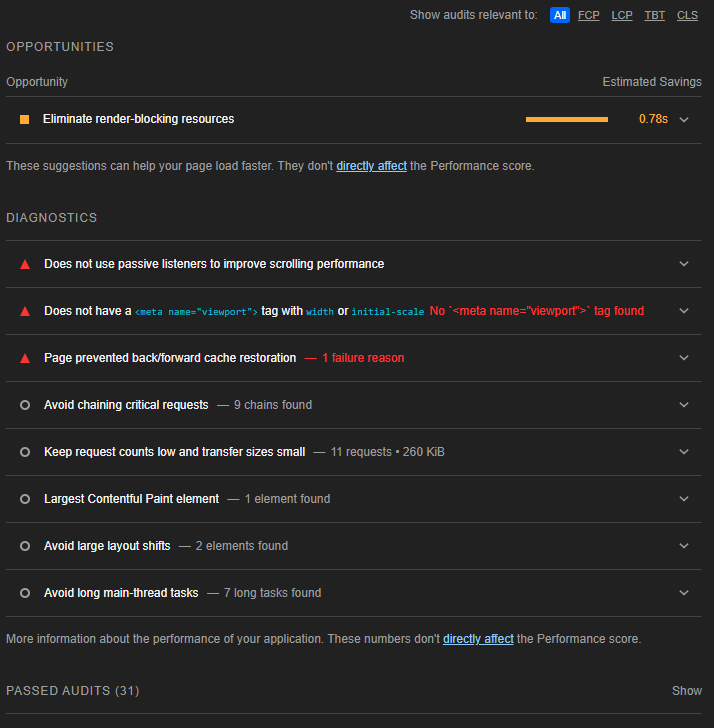 Show audits relevant to: All FCP LCP TBT CLS
OPPORTUNITIES
Opportunity Estimated Savings
Eliminate render-blocking resources 0.78s
These suggestions can help your page load faster. They don't directly affect the Performance score.
DIAGNOSTICS
Does not use passive listeners to improve scrolling performance
Does not have a <meta name="viewport"> tag with width or initial-scale No `<meta name="viewport">` tag found
Page prevented back/forward cache restoration — 1 failure reason
Avoid chaining critical requests — 9 chains found
Keep request counts low and transfer sizes small — 11 requests • 260 KiB
Largest Contentful Paint element — 1 element found
Avoid large layout shifts — 2 elements found
Avoid long main-thread tasks — 7 long tasks found
More information about the performance of your application. These numbers don't directly affect the Performance score.
PASSED AUDITS (31) Show